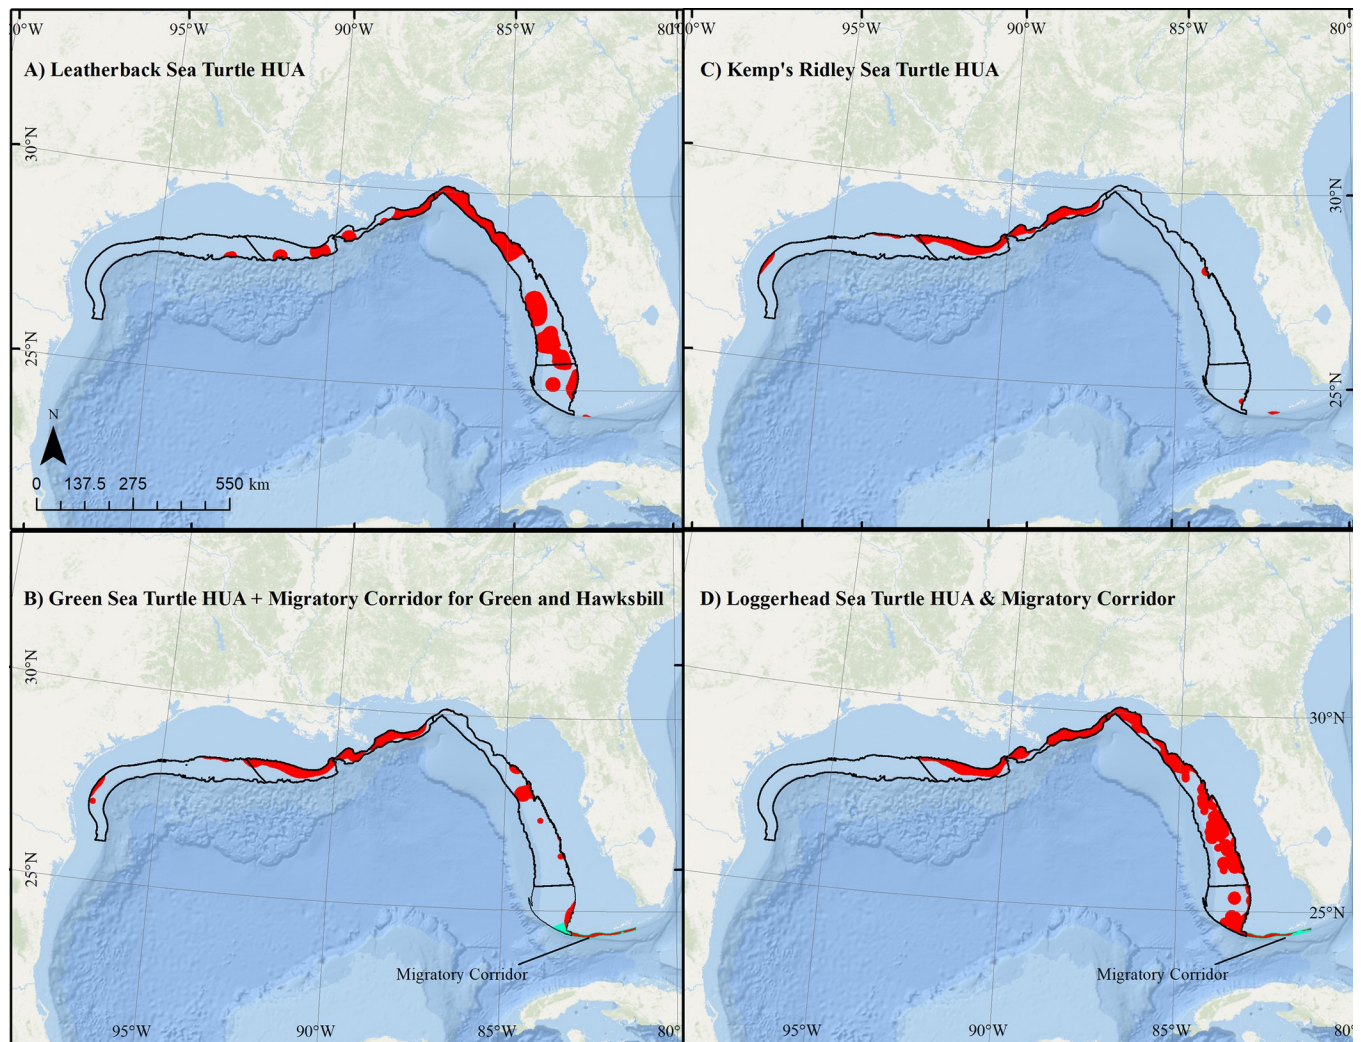 00°W 95°W 90°W 85°W 80°
A) Leatherback Sea Turtle HUA
30°N
25°N
N
0 137.5 275 550 km
00°W 95°W 90°W 85°W 80°
C) Kemp's Ridley Sea Turtle HUA
30°N
25°N
B) Green Sea Turtle HUA + Migratory Corridor for Green and Hawksbill
30°N
25°N
Migratory Corridor
95°W 90°W 85°W 80°
D) Loggerhead Sea Turtle HUA & Migratory Corridor
30°N
25°N
Migratory Corridor
95°W 90°W 85°W 80°